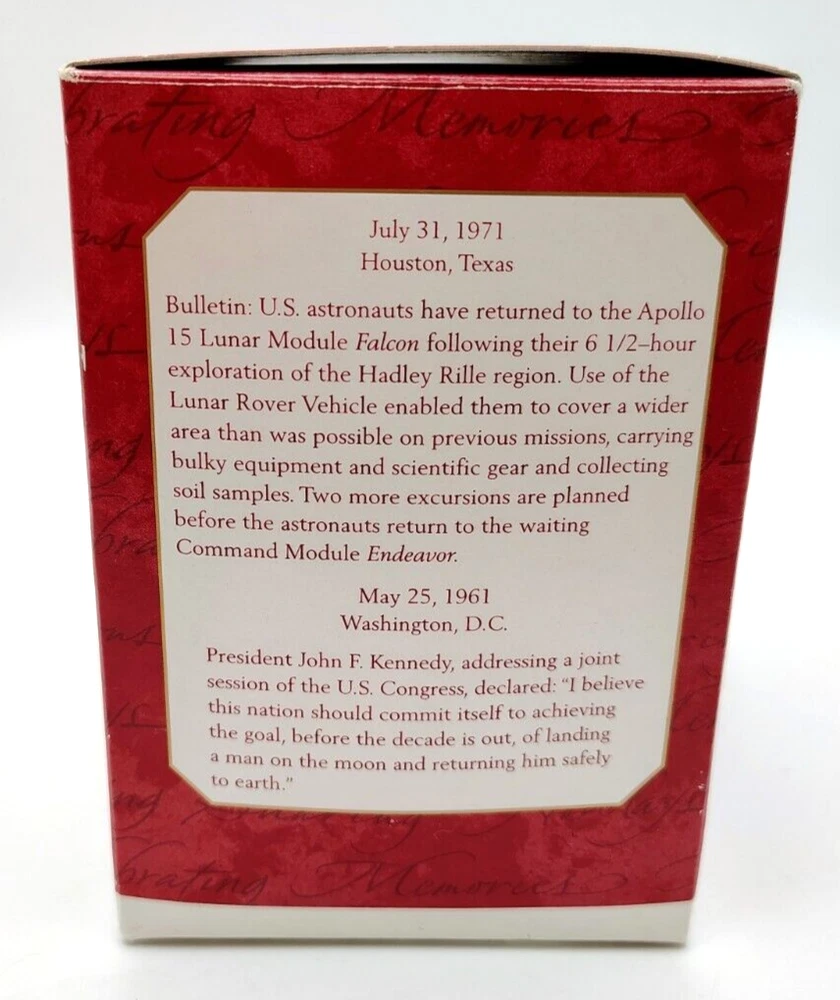 brating Memories
July 31, 1971
Houston, Texas
Bulletin: U.S. astronauts have returned to the Apollo
15 Lunar Module Falcon following their 6 1/2–hour
exploration of the Hadley Rille region. Use of the
Lunar Rover Vehicle enabled them to cover a wider
area than was possible on previous missions, carrying
bulky equipment and scientific gear and collecting
soil samples. Two more excursions are planned
before the astronauts return to the waiting
Command Module Endeavor.
May 25, 1961
Washington, D.C.
President John F. Kennedy, addressing a joint
session of the U.S. Congress, declared: “I believe
this nation should commit itself to achieving
the goal, before the decade is out, of landing
a man on the moon and returning him safely
to earth.”
brating Memories